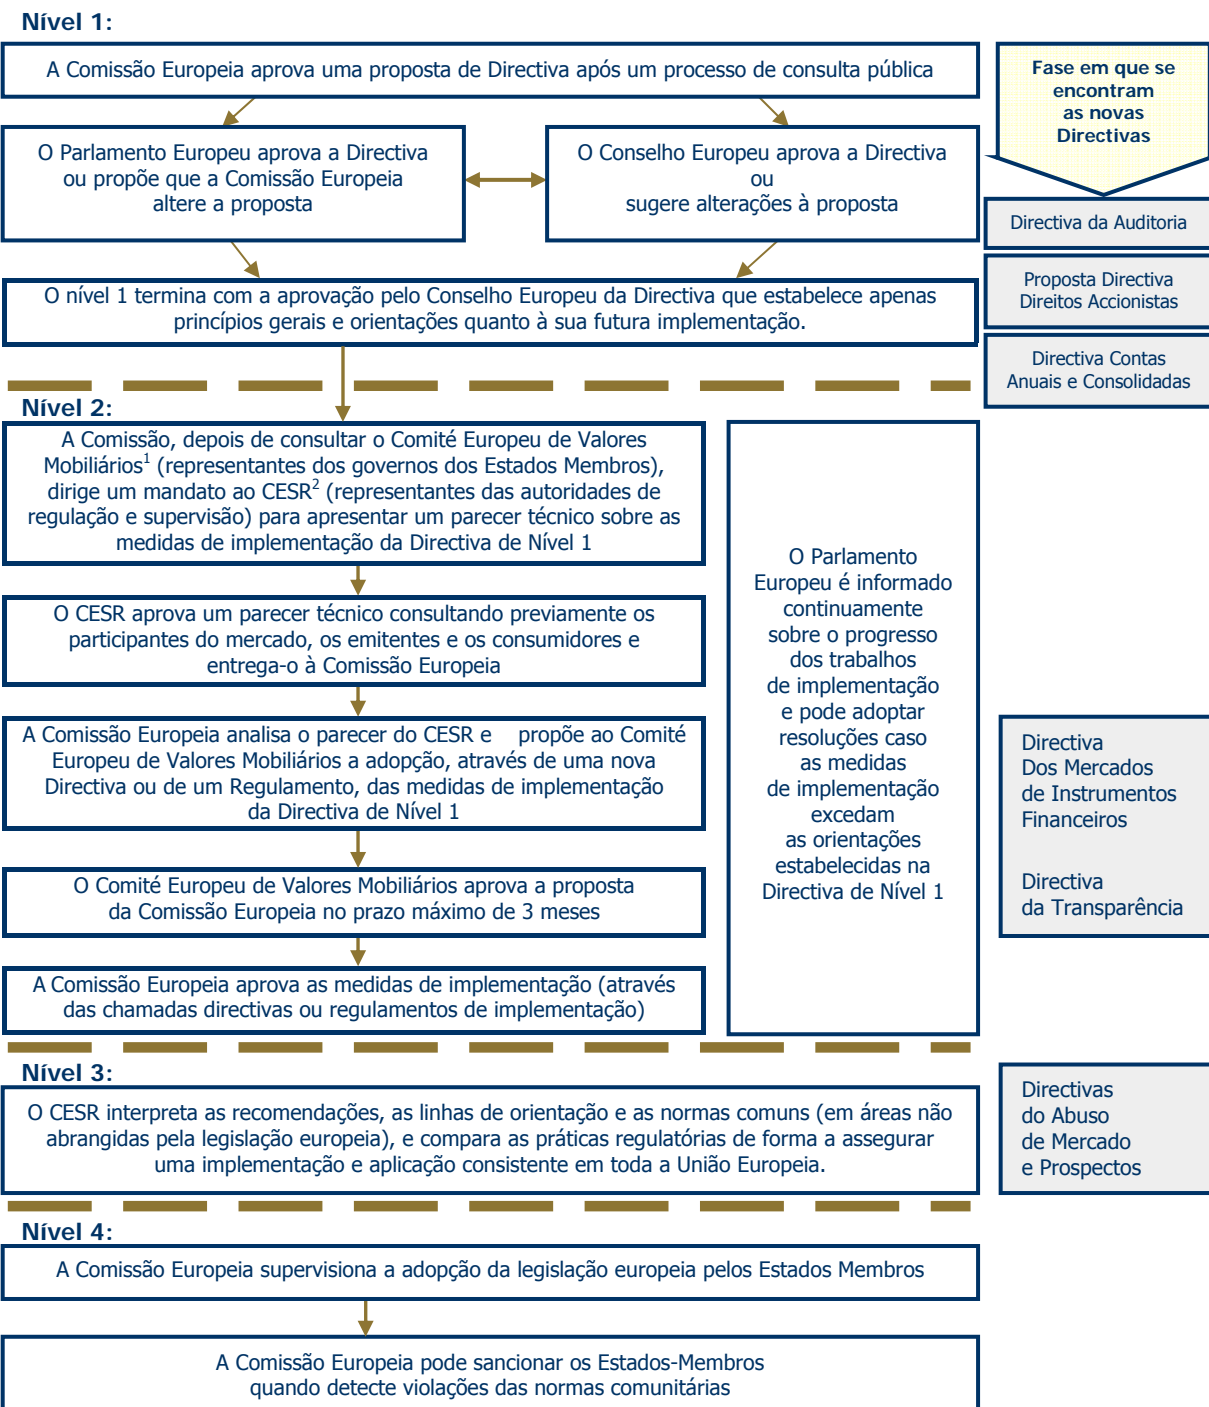 Nível 1:
A Comissão Europeia aprova uma proposta de Directiva após um processo de consulta pública
Fase em que se
encontram
as novas
Directivas
O Parlamento Europeu aprova a Directiva
ou propõe que a Comissão Europeia
altere a proposta
O Conselho Europeu aprova a Directiva
ou
sugere alterações à proposta
Directiva da Auditoria
O nível 1 termina com a aprovação pelo Conselho Europeu da Directiva que estabelece apenas
princípios gerais e orientações quanto à sua futura implementação.
Proposta Directiva
Direitos Accionistas
Directiva Contas
Anuais e Consolidadas
Nível 2:
A Comissão, depois de consultar o Comité Europeu de Valores
Mobiliários¹ (representantes dos governos dos Estados Membros),
dirige um mandato ao CESR² (representantes das autoridades de
regulação e supervisão) para apresentar um parecer técnico sobre as
medidas de implementação da Directiva de Nível 1
O CESR aprova um parecer técnico consultando previamente os
participantes do mercado, os emitentes e os consumidores e
entrega-o à Comissão Europeia
A Comissão Europeia analisa o parecer do CESR e propõe ao Comité
Europeu de Valores Mobiliários a adopção, através de uma nova
Directiva ou de um Regulamento, das medidas de implementação
da Directiva de Nível 1
O Comité Europeu de Valores Mobiliários aprova a proposta
da Comissão Europeia no prazo máximo de 3 meses
A Comissão Europeia aprova as medidas de implementação (através
das chamadas directivas ou regulamentos de implementação)
O Parlamento
Europeu é informado
continuamente
sobre o progresso
dos trabalhos
de implementação
e pode adoptar
resoluções caso
as medidas
de implementação
excedam
as orientações
estabelecidas na
Directiva de Nível 1
Directiva
Dos Mercados
de Instrumentos
Financeiros
Directiva
da Transparência
Nível 3:
O CESR interpreta as recomendações, as linhas de orientação e as normas comuns (em áreas não
abrangidas pela legislação europeia), e compara as práticas regulatórias de forma a assegurar
uma implementação e aplicação consistente em toda a União Europeia.
Directivas
do Abuso
de Mercado
e Prospectos
Nível 4:
A Comissão Europeia supervisiona a adopção da legislação europeia pelos Estados Membros
A Comissão Europeia pode sancionar os Estados-Membros
quando detecte violações das normas comunitárias